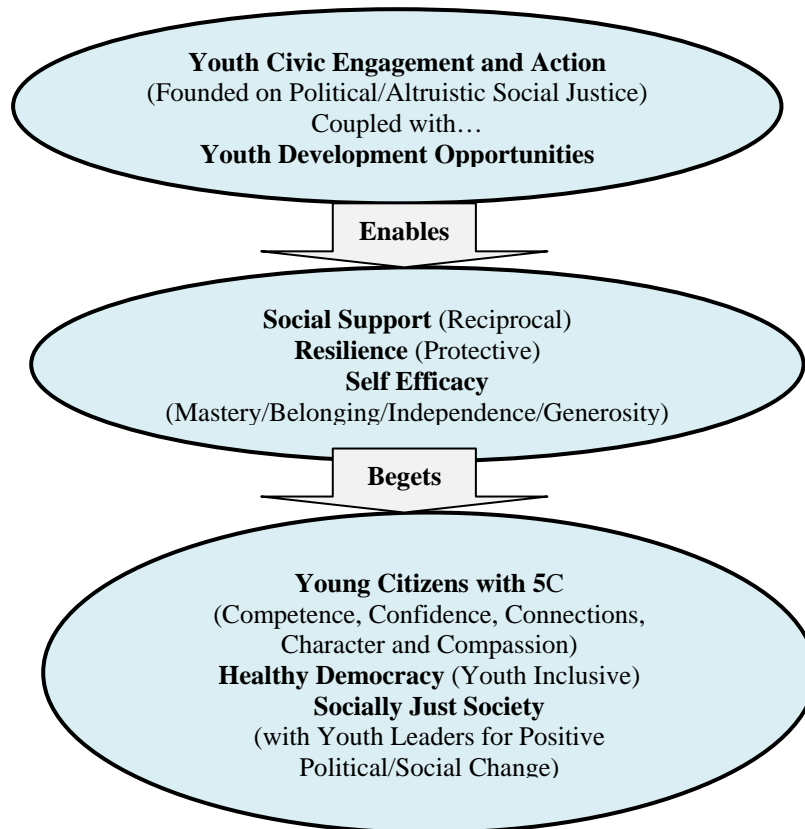 Youth Civic Engagement and Action
(Founded on Political/Altruistic Social Justice)
Coupled with…
Youth Development Opportunities
Enables
Social Support (Reciprocal)
Resilience (Protective)
Self Efficacy
(Mastery/Belonging/Independence/Generosity)
Begets
Young Citizens with 5C
(Competence, Confidence, Connections,
Character and Compassion)
Healthy Democracy (Youth Inclusive)
Socially Just Society
(with Youth Leaders for Positive
Political/Social Change)